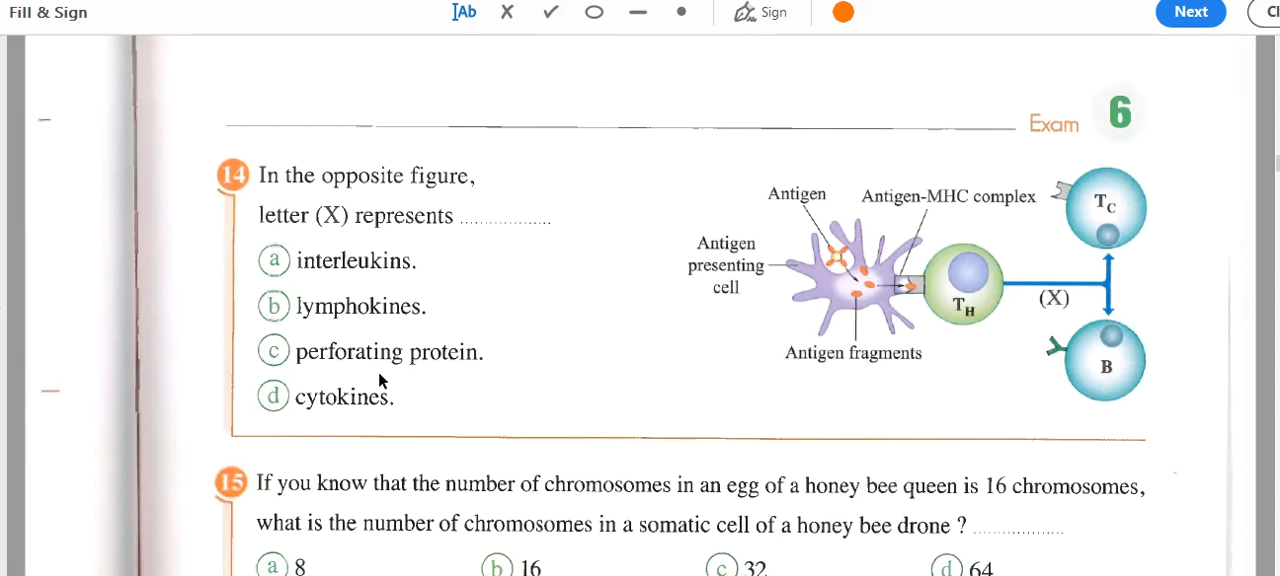 Fill & Sign
Ab
Sign
Next
Cl
Exam 6
14 In the opposite figure,
letter (X) represents ....................
a interleukins.
b lymphokines.
c perforating protein.
d cytokines.
Antigen
Antigen-MHC complex
Antigen
presenting
cell
Antigen fragments
TH
(X)
TC
B
15 If you know that the number of chromosomes in an egg of a honey bee queen is 16 chromosomes,
what is the number of chromosomes in a somatic cell of a honey bee drone ? ....................
a 8 b 16 c 32 d 64